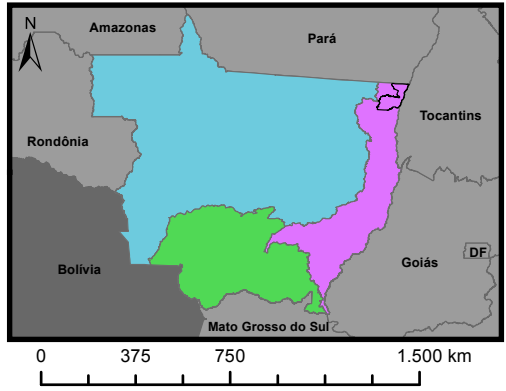 N
Amazonas
Pará
Tocantins
Rondônia
Bolívia
Goiás
DF
Mato Grosso do Sul
0 375 750 1.500 km